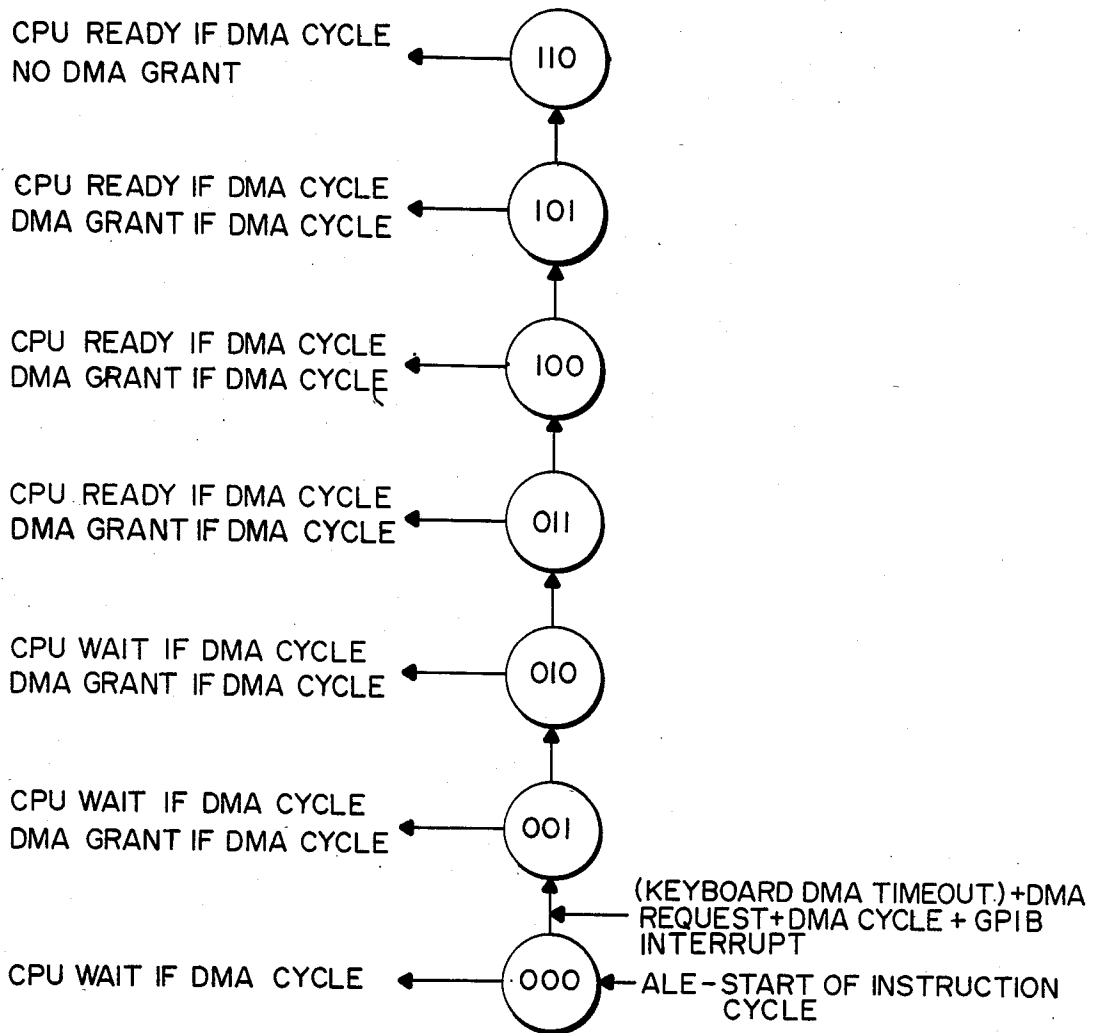 CPU READY IF DMA CYCLE
NO DMA GRANT
110
CPU READY IF DMA CYCLE
DMA GRANT IF DMA CYCLE
101
CPU READY IF DMA CYCLE
DMA GRANT IF DMA CYCLE
100
CPU READY IF DMA CYCLE
DMA GRANT IF DMA CYCLE
011
CPU WAIT IF DMA CYCLE
DMA GRANT IF DMA CYCLE
010
CPU WAIT IF DMA CYCLE
DMA GRANT IF DMA CYCLE
001
(KEYBOARD DMA TIMEOUT)+DMA
REQUEST+DMA CYCLE + GPIB
INTERRUPT
CPU WAIT IF DMA CYCLE
000
ALE-START OF INSTRUCTION
CYCLE